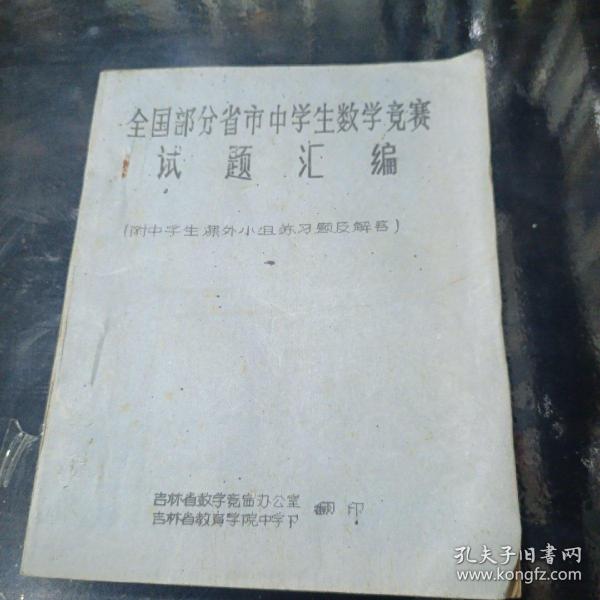 全国部分省市中学生数学竞赛
试题汇编
(附中学生课外小组练习题及解答)
吉林省数学竞赛办公室
吉林省教育学院中学部 翻印
孔夫子旧书网
www.kongfz.com